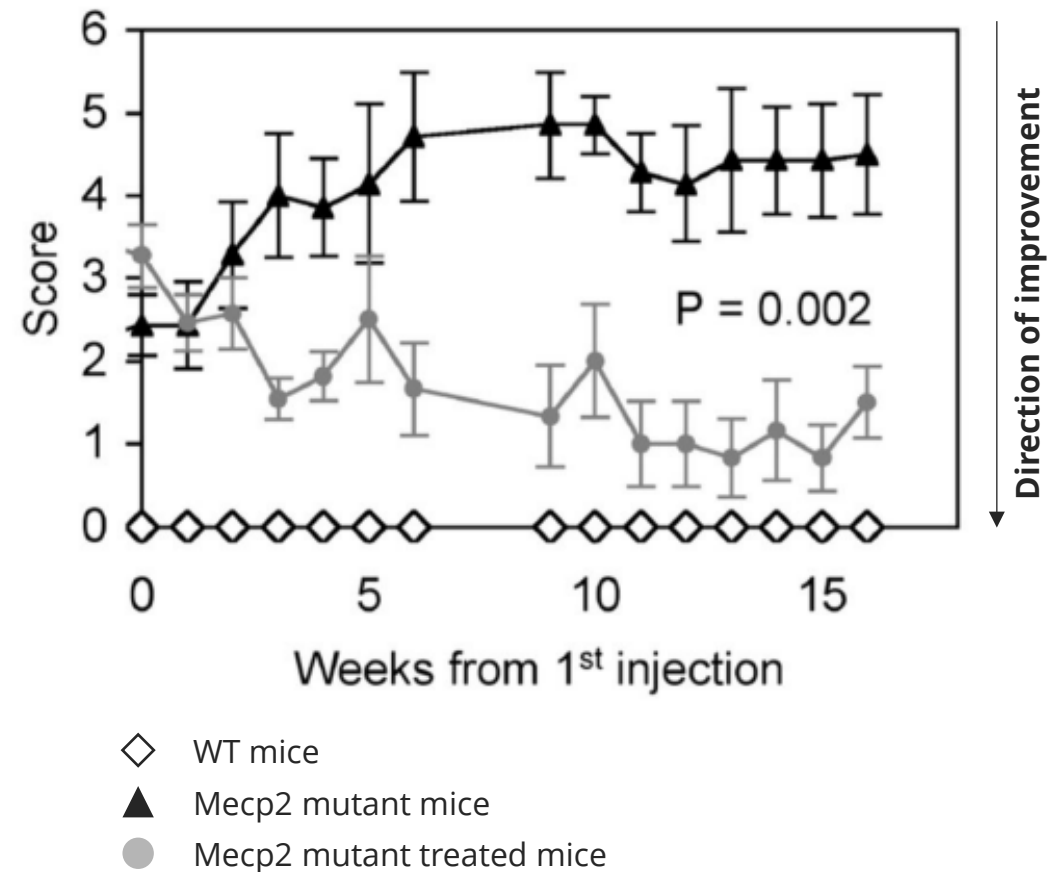 6
5
4
3
2
1
0
Score
P = 0.002
0 5 10 15
Weeks from 1st injection
Direction of improvement
WT mice
Mecp2 mutant mice
Mecp2 mutant treated mice